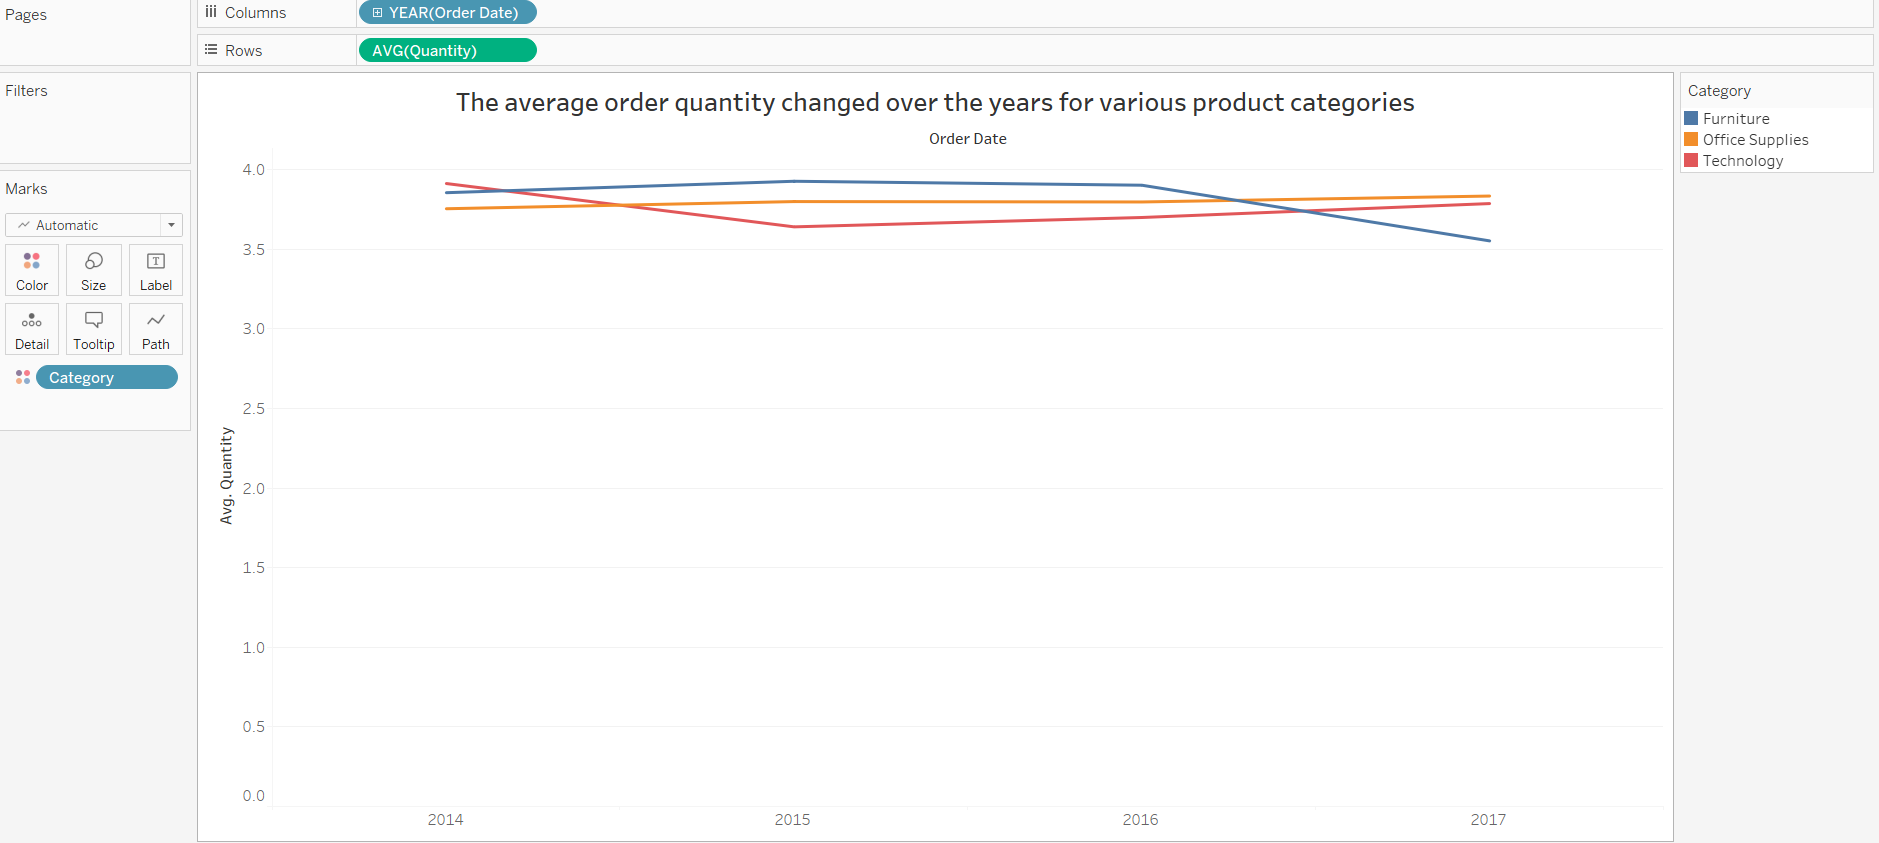 Pages
Columns
YEAR(Order Date)
Rows
AVG(Quantity)
Filters
Marks
Automatic
Color
Size
T
Label
Detail
Tooltip
Path
Category
The average order quantity changed over the years for various product categories
Order Date
Avg. Quantity
4.0
3.5
3.0
2.5
2.0
1.5
1.0
0.5
0.0
2014
2015
2016
2017
Category
Furniture
Office Supplies
Technology